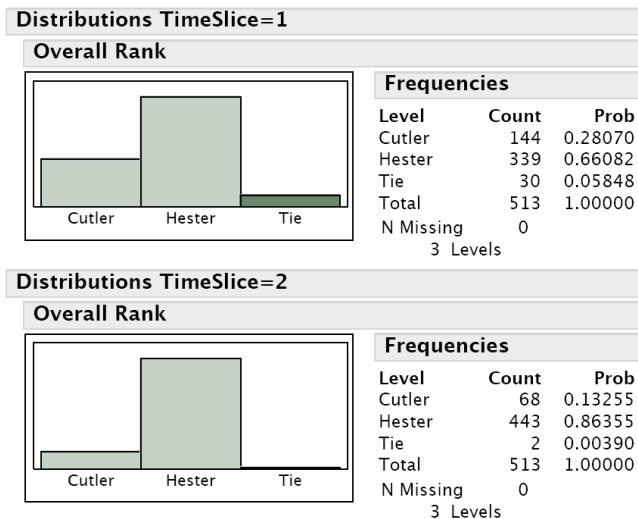 Distributions TimeSlice=1
Overall Rank
Cutler Hester Tie
Frequencies
Level Count Prob
Cutler 144 0.28070
Hester 339 0.66082
Tie 30 0.05848
Total 513 1.00000
N Missing 0
3 Levels
Distributions TimeSlice=2
Overall Rank
Cutler Hester Tie
Frequencies
Level Count Prob
Cutler 68 0.13255
Hester 443 0.86355
Tie 2 0.00390
Total 513 1.00000
N Missing 0
3 Levels